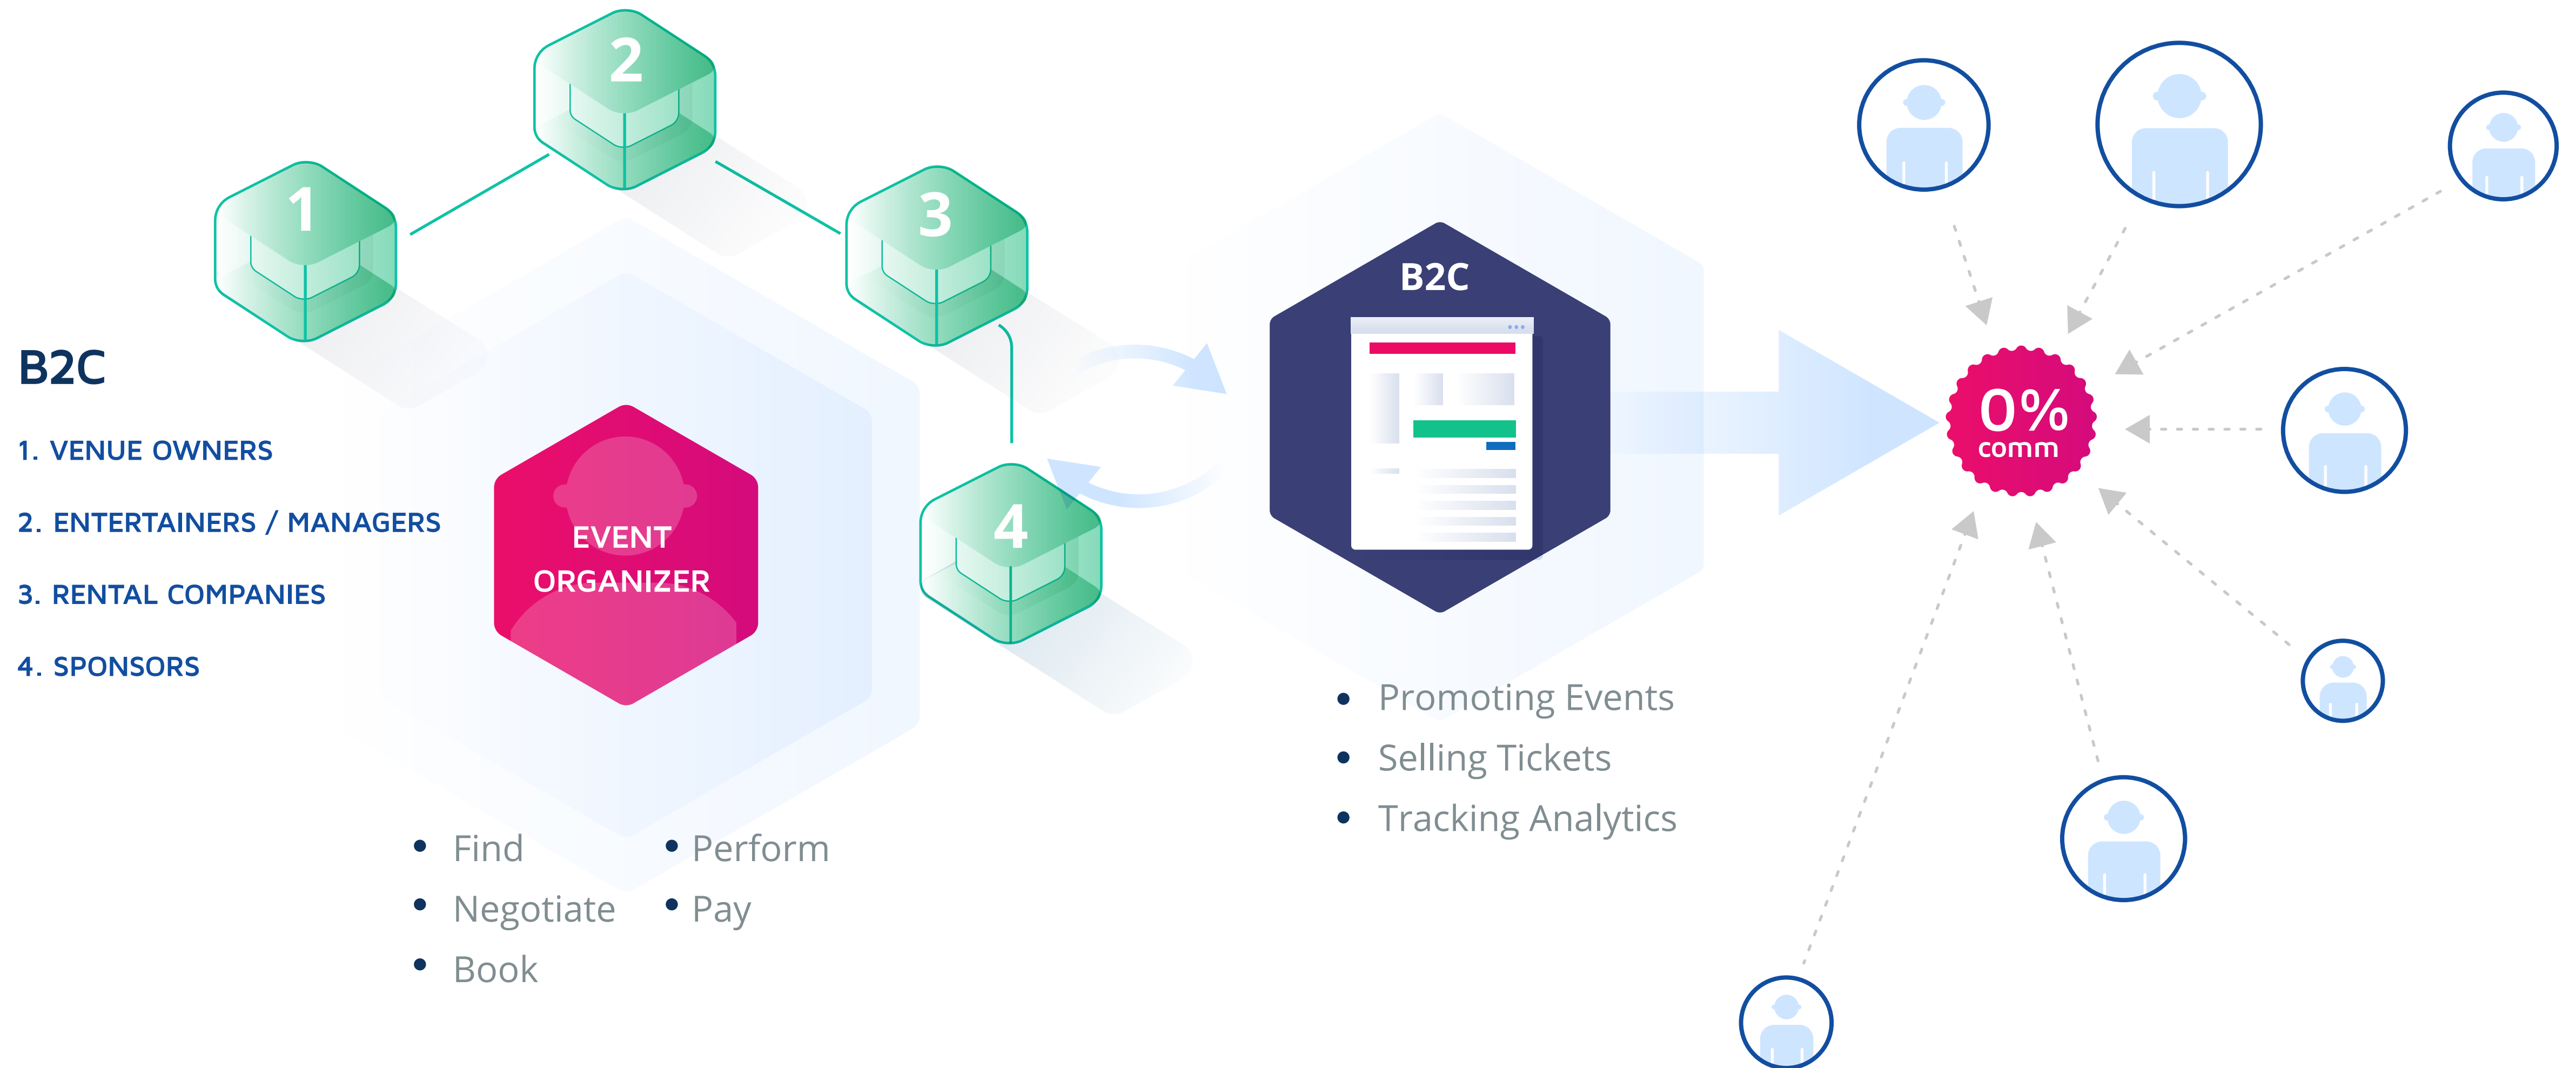 1
2
3
4
B2C
1. VENUE OWNERS
2. ENTERTAINERS / MANAGERS
3. RENTAL COMPANIES
4. SPONSORS
EVENT
ORGANIZER
• Find
• Negotiate
• Book
• Perform
• Pay
B2C
• Promoting Events
• Selling Tickets
• Tracking Analytics
0%
comm